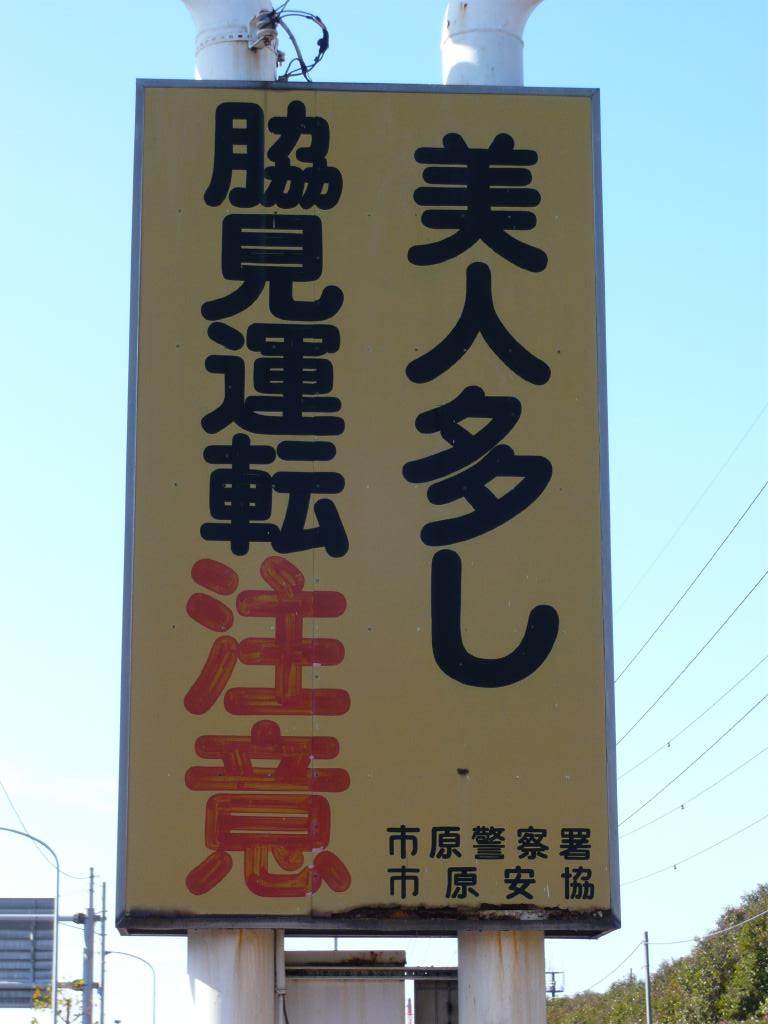 美人多し
脇見運転注意
市原警察署
市原安協